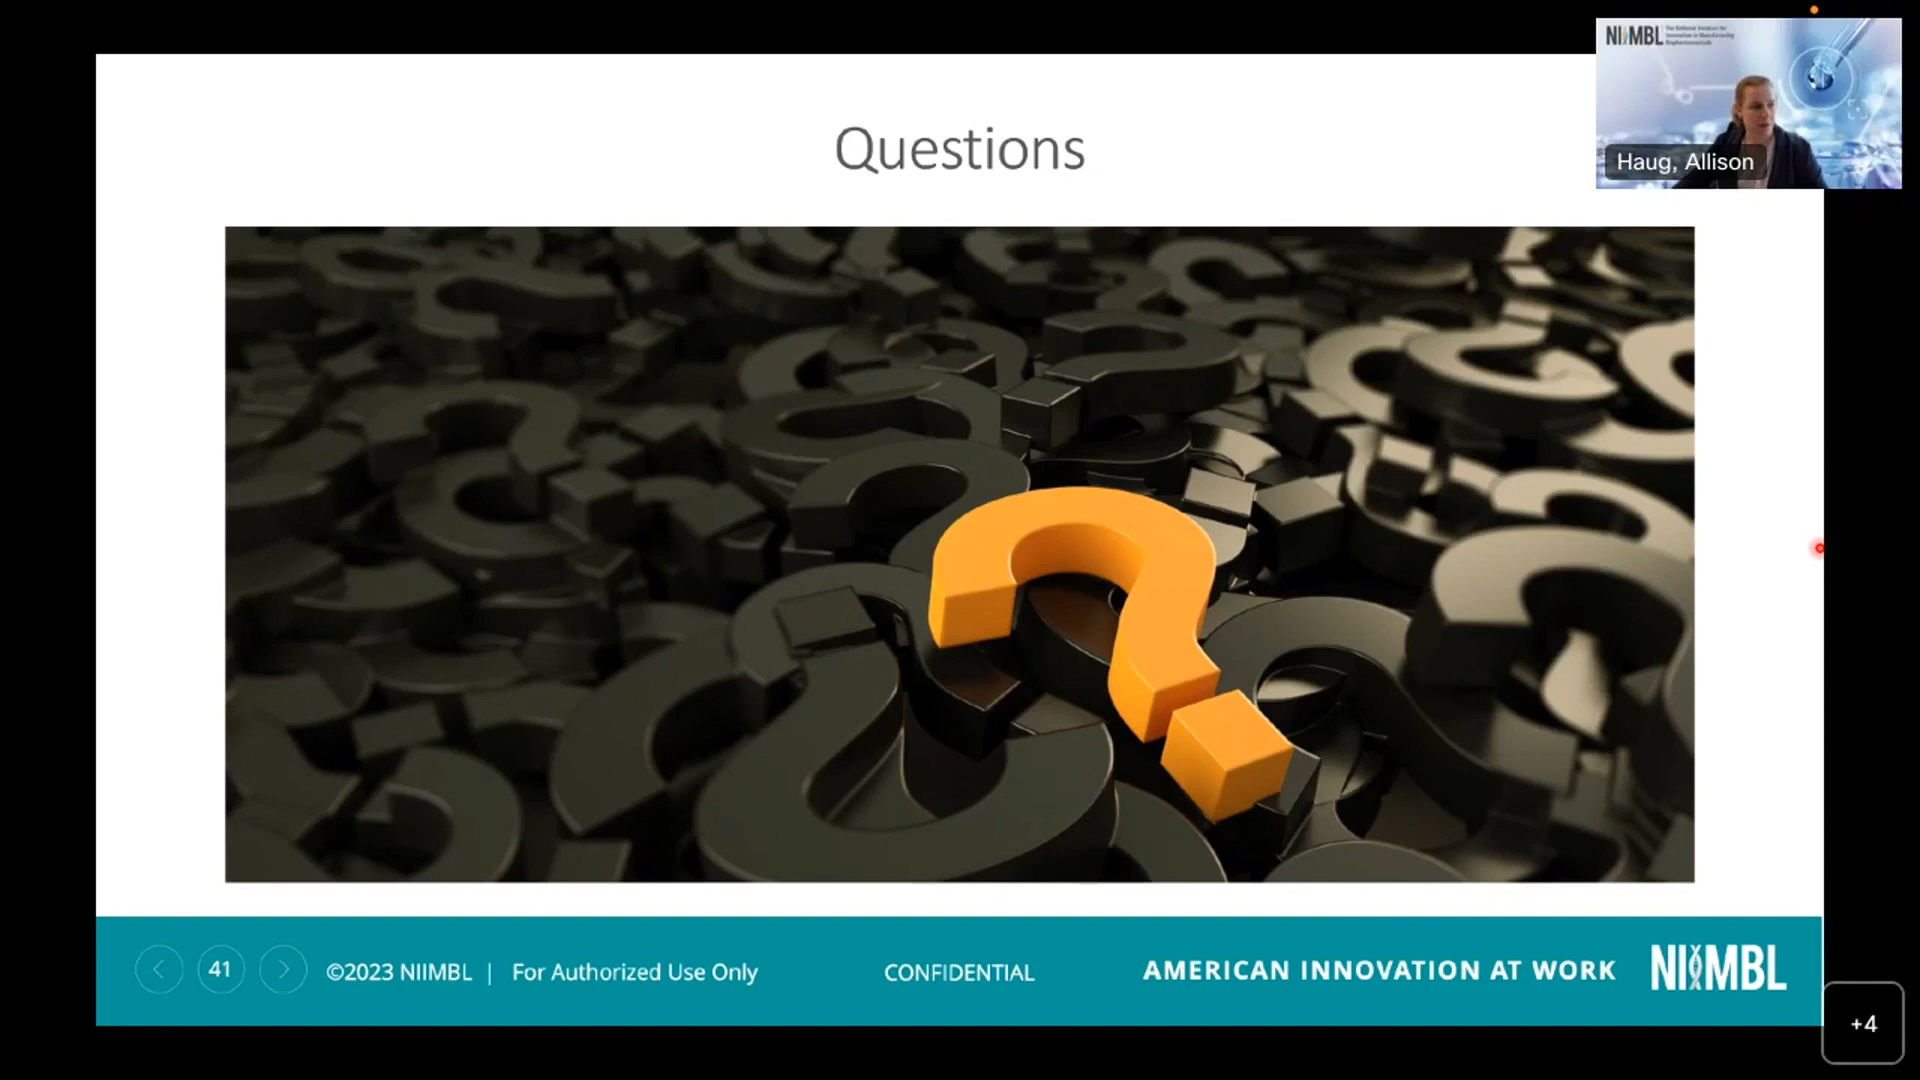 NIIMBL
Haug, Allison
Questions
41
©2023 NIIMBL | For Authorized Use Only
CONFIDENTIAL
AMERICAN INNOVATION AT WORK
NIIMBL
+4